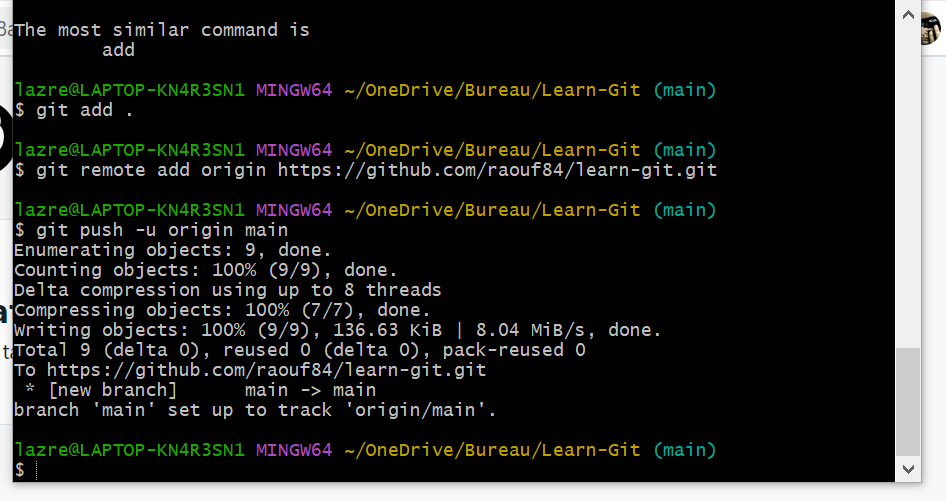 The most similar command is
        add

lazre@LAPTOP-KN4R3SN1 MINGW64 ~/OneDrive/Bureau/Learn-Git (main)
$ git add .

lazre@LAPTOP-KN4R3SN1 MINGW64 ~/OneDrive/Bureau/Learn-Git (main)
$ git remote add origin https://github.com/raouf84/learn-git.git

lazre@LAPTOP-KN4R3SN1 MINGW64 ~/OneDrive/Bureau/Learn-Git (main)
$ git push -u origin main
Enumerating objects: 9, done.
Counting objects: 100% (9/9), done.
Delta compression using up to 8 threads
Compressing objects: 100% (7/7), done.
Writing objects: 100% (9/9), 136.63 KiB | 8.04 MiB/s, done.
Total 9 (delta 0), reused 0 (delta 0), pack-reused 0
To https://github.com/raouf84/learn-git.git
 * [new branch]      main -> main
branch 'main' set up to track 'origin/main'.

lazre@LAPTOP-KN4R3SN1 MINGW64 ~/OneDrive/Bureau/Learn-Git (main)
$